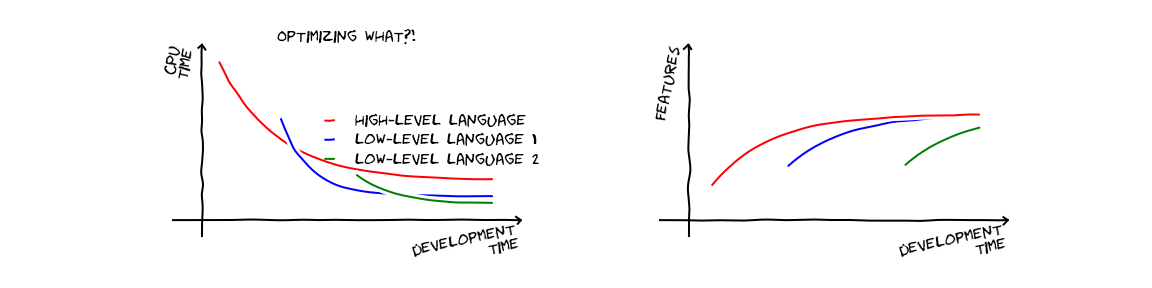 OPTIMIZING WHAT?!
CPU
TIME
HIGH-LEVEL LANGUAGE
LOW-LEVEL LANGUAGE 1
LOW-LEVEL LANGUAGE 2
DEVELOPMENT
TIME
FEATURES
DEVELOPMENT
TIME